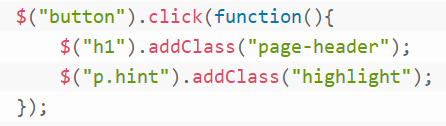 $("button").click(function(){
    $("h1").addClass("page-header");
    $("p.hint").addClass("highlight");
});